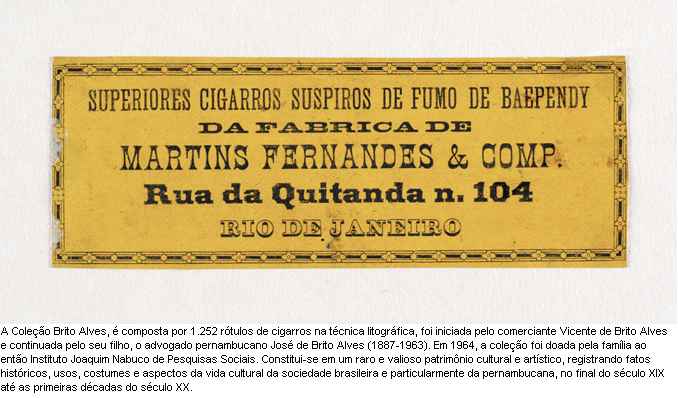 SUPERIORES CIGARROS SUSPIROS DE FUMO DE BAEPENDY
DA FABRICA DE
MARTINS FERNANDES & COMP.
Rua da Quitanda n. 104
RIO DE JANEIRO
A Coleção Brito Alves, é composta por 1.252 rótulos de cigarros na técnica litográfica, foi iniciada pelo comerciante Vicente de Brito Alves
e continuada pelo seu filho, o advogado pernambucano José de Brito Alves (1887-1963). Em 1964, a coleção foi doada pela família ao
então Instituto Joaquim Nabuco de Pesquisas Sociais. Constitui-se em um raro e valioso patrimônio cultural e artístico, registrando fatos
históricos, usos, costumes e aspectos da vida cultural da sociedade brasileira e particularmente da pernambucana, no final do século XIX
até as primeiras décadas do século XX.